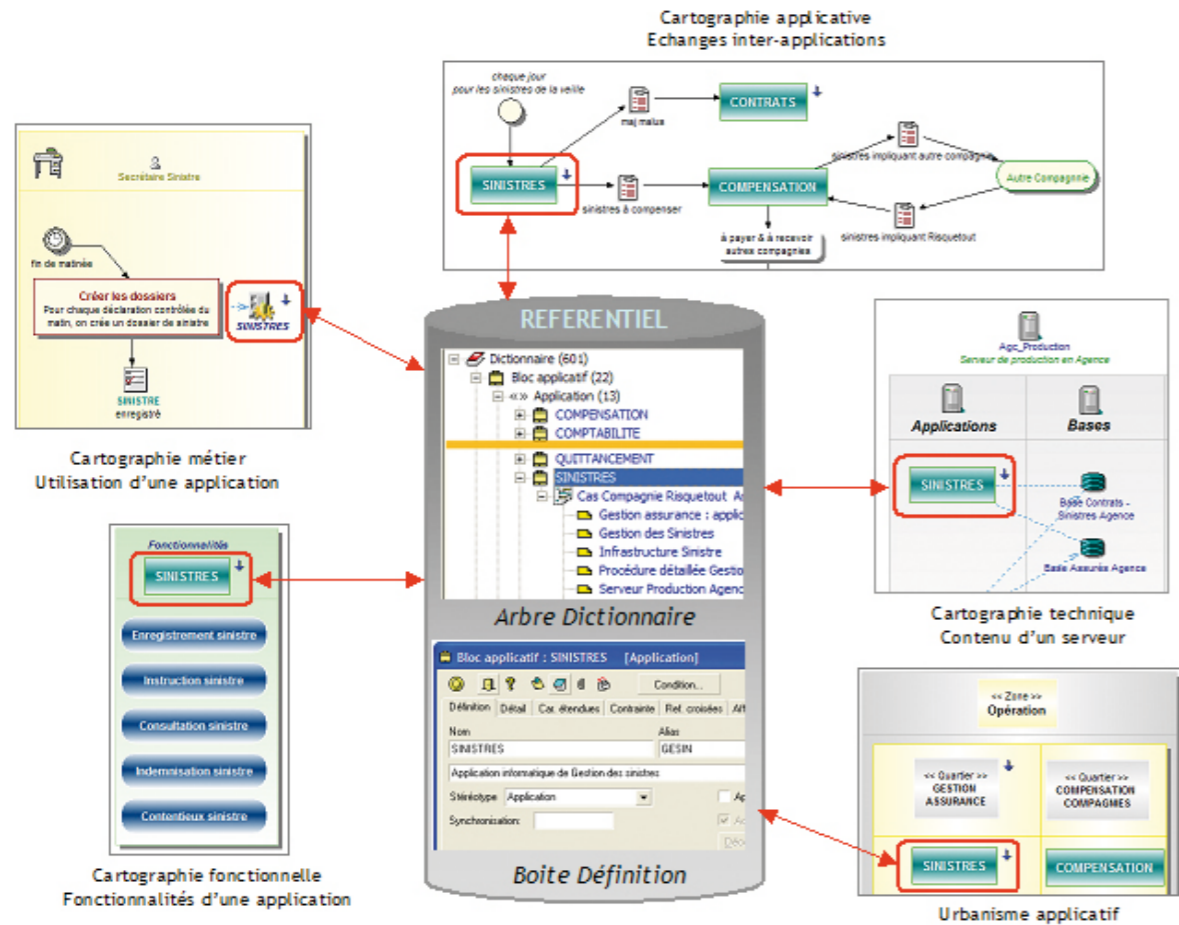 Cartographie applicative
Echanges inter-applications
chaque jour
pour les sinistres de la veille
CONTRATS
maj malus
sinistres impliquant autre compagnie
SINISTRES
COMPENSATION
Autre Compagnie
sinistres à compenser
sinistres impliquant Risquetout
à payer & à recevoir
autres compagnies
Secrétaire Sinistre
fin de matinée
Créer les dossiers
Pour chaque déclaration contrôlée du
matin, on crée un dossier de sinistre
SINISTRES
SINISTRE
enregistré
Cartographie métier
Utilisation d'une application
REFERENTIEL
Dictionnaire (601)
Bloc applicatif (22)
«» Application (13)
COMPENSATION
COMPTABILITE
QUITTANCEMENT
SINISTRES
Cas Compagnie Risquetout As
Gestion assurance : applic
Gestion des Sinistres
Infrastructure Sinistre
Procédure détaillée Gestio
Serveur Production Agenc
Arbre Dictionnaire
Bloc applicatif : SINISTRES [Application]
Condition...
Définition Détail Car. étendues Contrainte Ref. croisées
Nom Alias
SINISTRES GESIN
Application informatique de Gestion des sinistres
Stéréotype Application
Synchronisation:
Boite Définition
Agc_Production
Serveur de production en Agence
Applications Bases
SINISTRES
Base Contrats -
Sinistres Agence
Base Assurés Agence
Cartographie technique
Contenu d'un serveur
Fonctionnalités
SINISTRES
Enregistrement sinistre
Instruction sinistre
Consultation sinistre
Indemnisation sinistre
Contentieux sinistre
Cartographie fonctionnelle
Fonctionnalités d'une application
<< Zone >>
Opération
<< Quartier >>
GESTION
ASSURANCE
<< Quartier >>
COMPENSATION
COMPAGNIES
SINISTRES
COMPENSATION
Urbanisme applicatif